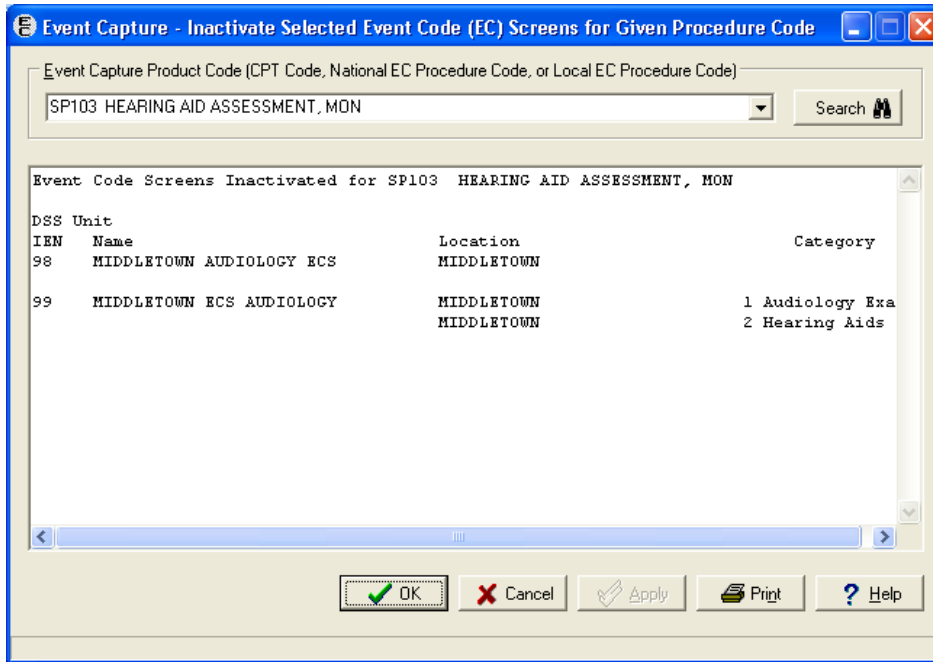 Event Capture - Inactivate Selected Event Code (EC) Screens for Given Procedure Code
Event Capture Product Code (CPT Code, National EC Procedure Code, or Local EC Procedure Code)
SP103 HEARING AID ASSESSMENT, MON
Search
Event Code Screens Inactivated for SP103 HEARING AID ASSESSMENT, MON
DSS Unit
IEN Name Location Category
98 MIDDLETOWN AUDIOLOGY ECS MIDDLETOWN
99 MIDDLETOWN ECS AUDIOLOGY MIDDLETOWN 1 Audiology Exa
MIDDLETOWN 2 Hearing Aids
OK Cancel Apply Print ? Help